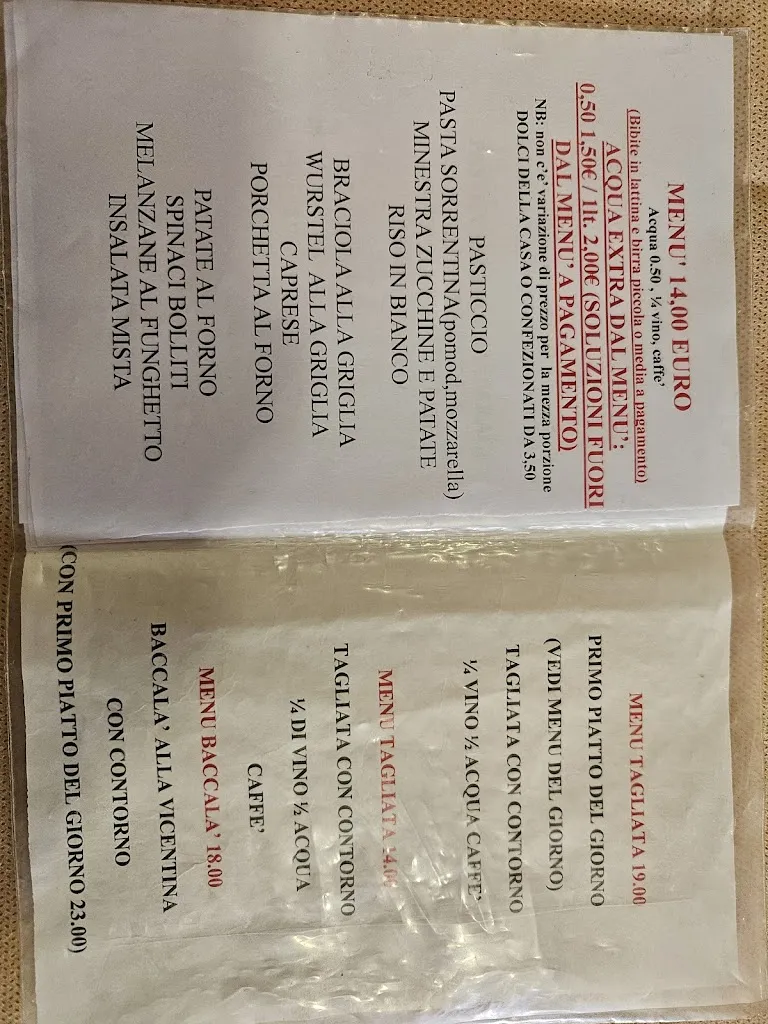 MENU' 14,00 EURO
Acqua 0.50 , ¼ vino, caffe'
(Bibite in lattina e birra piccola o media a pagamento)
ACQUA EXTRA DAL MENU':
0,50 1,50€ / 1lt. 2,00€ (SOLUZIONI FUORI
DAL MENU' A PAGAMENTO)
NB: non c'e' variazione di prezzo per la mezza porzione
DOLCI DELLA CASA O CONFEZIONATI DA 3,50
PASTICCIO
PASTA SORRENTINA(pomod,mozzarella)
MINESTRA ZUCCHINE E PATATE
RISO IN BIANCO
BRACIOLA ALLA GRIGLIA
WURSTEL ALLA GRIGLIA
CAPRESE
PORCHETTA AL FORNO
PATATE AL FORNO
SPINACI BOLLITI
MELANZANE AL FUNGHETTO
INSALATA MISTA
MENU TAGLIATA 19.00
PRIMO PIATTO DEL GIORNO
(VEDI MENU DEL GIORNO)
TAGLIATA CON CONTORNO
¼ VINO ½ ACQUA CAFFE'
MENU TAGLIATA 14.00
TAGLIATA CON CONTORNO
¼ DI VINO ½ ACQUA
CAFFE'
MENU BACCALA' 18.00
BACCALA' ALLA VICENTINA
CON CONTORNO
(CON PRIMO PIATTO DEL GIORNO 23.00)